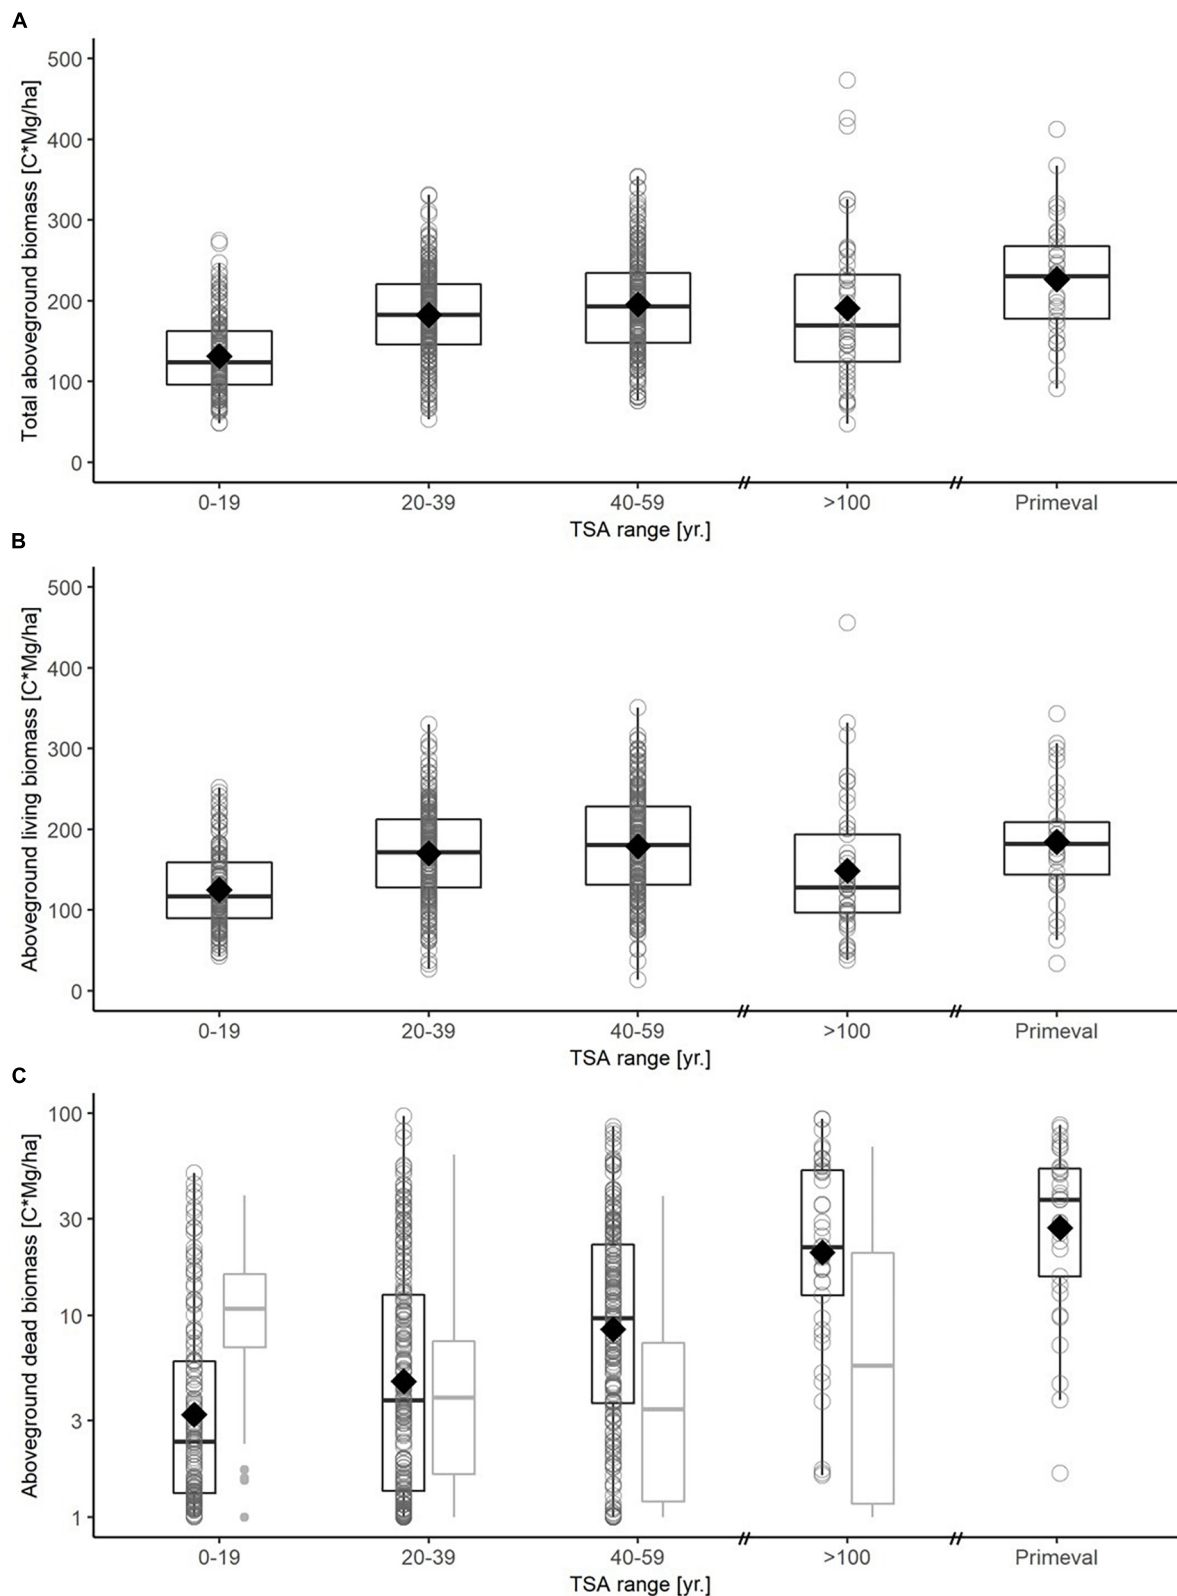 A
Total aboveground biomass [C*Mg/ha]
500
400
300
200
100
0
0-19 20-39 40-59 >100 Primeval
TSA range [yr.]
B
Aboveground living biomass [C*Mg/ha]
500
400
300
200
100
0
0-19 20-39 40-59 >100 Primeval
TSA range [yr.]
C
Aboveground dead biomass [C*Mg/ha]
100
30
10
3
1
0-19 20-39 40-59 >100 Primeval
TSA range [yr.]